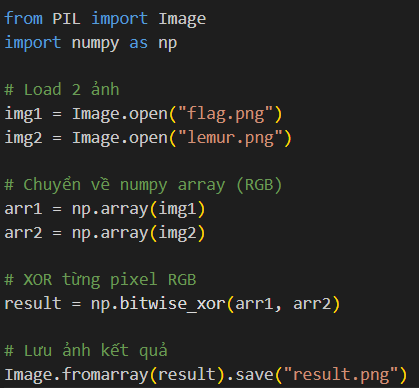 from PIL import Image
import numpy as np
# Load 2 ảnh
img1 = Image.open("flag.png")
img2 = Image.open("lemur.png")
# Chuyển về numpy array (RGB)
arr1 = np.array(img1)
arr2 = np.array(img2)
# XOR từng pixel RGB
result = np.bitwise_xor(arr1, arr2)
# Lưu ảnh kết quả
Image.fromarray(result).save("result.png")